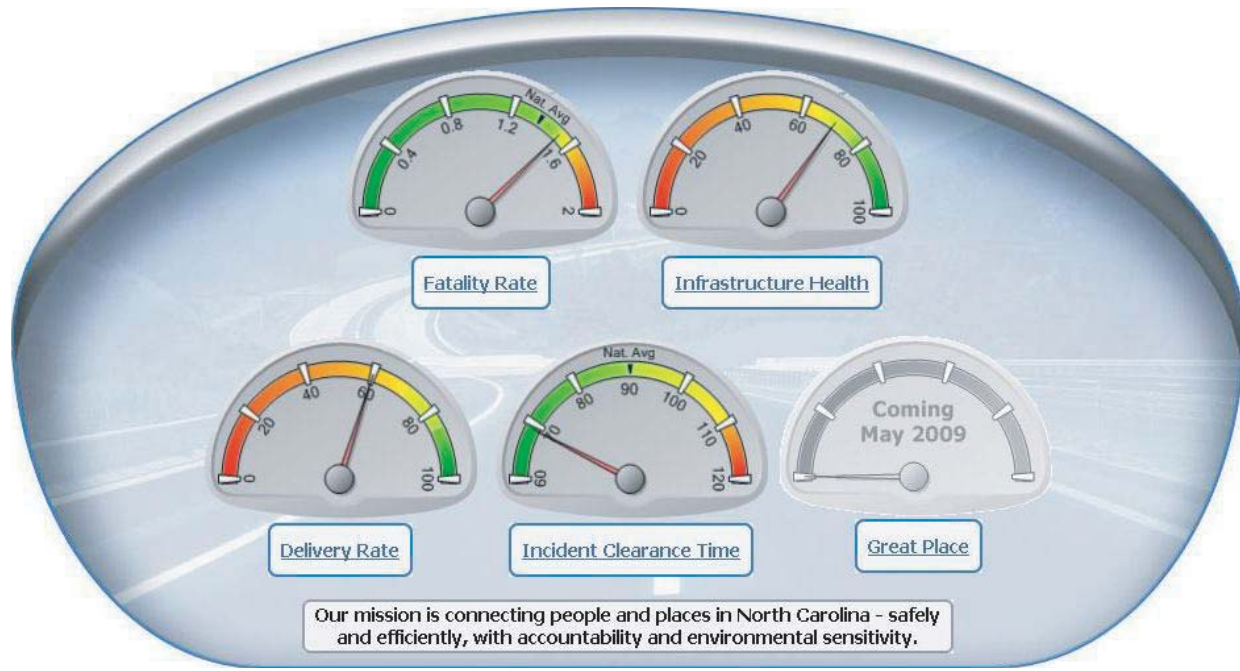 0
0.4
0.8
1.2
Nat. Avg
1.6
2
Fatality Rate
0
20
40
60
80
100
Infrastructure Health
0
20
40
60
80
100
Delivery Rate
60
0
80
Nat. Avg
90
100
110
120
Incident Clearance Time
Coming
May 2009
Great Place
Our mission is connecting people and places in North Carolina - safely
and efficiently, with accountability and environmental sensitivity.